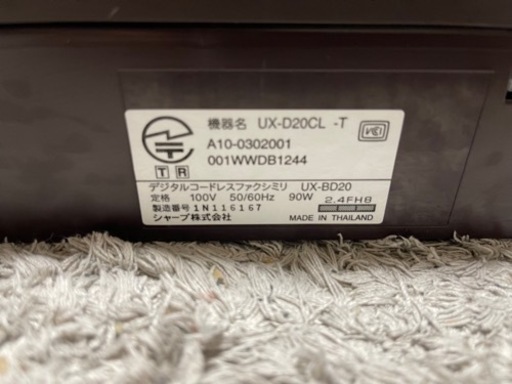 機器名 UX-D20CL -T
A10-0302001
001WWDB1244
T R
デジタルコードレスファクシミリ UX-BD20
定格 100V 50/60Hz 90W 2.4FH8
製造番号 1N116167
シャープ株式会社 MADE IN THAILAND